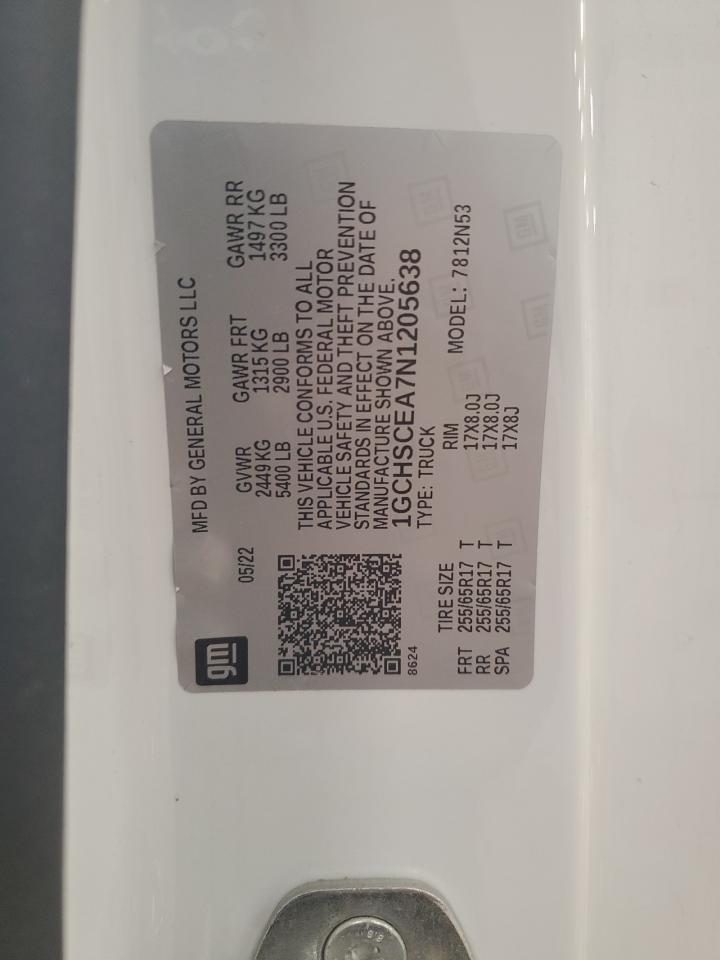 gm
MFD BY GENERAL MOTORS LLC
05/22
GVWR GAWR FRT GAWR RR
2449 KG 1315 KG 1497 KG
5400 LB 2900 LB 3300 LB
THIS VEHICLE CONFORMS TO ALL
APPLICABLE U.S. FEDERAL MOTOR
VEHICLE SAFETY AND THEFT PREVENTION
STANDARDS IN EFFECT ON THE DATE OF
MANUFACTURE SHOWN ABOVE.
1GCHSCEA7N1205638
8624
TYPE: TRUCK
MODEL: 7812N53
TIRE SIZE RIM
FRT 255/65R17 T 17X8.0J
RR 255/65R17 T 17X8.0J
SPA 255/65R17 T 17X8J